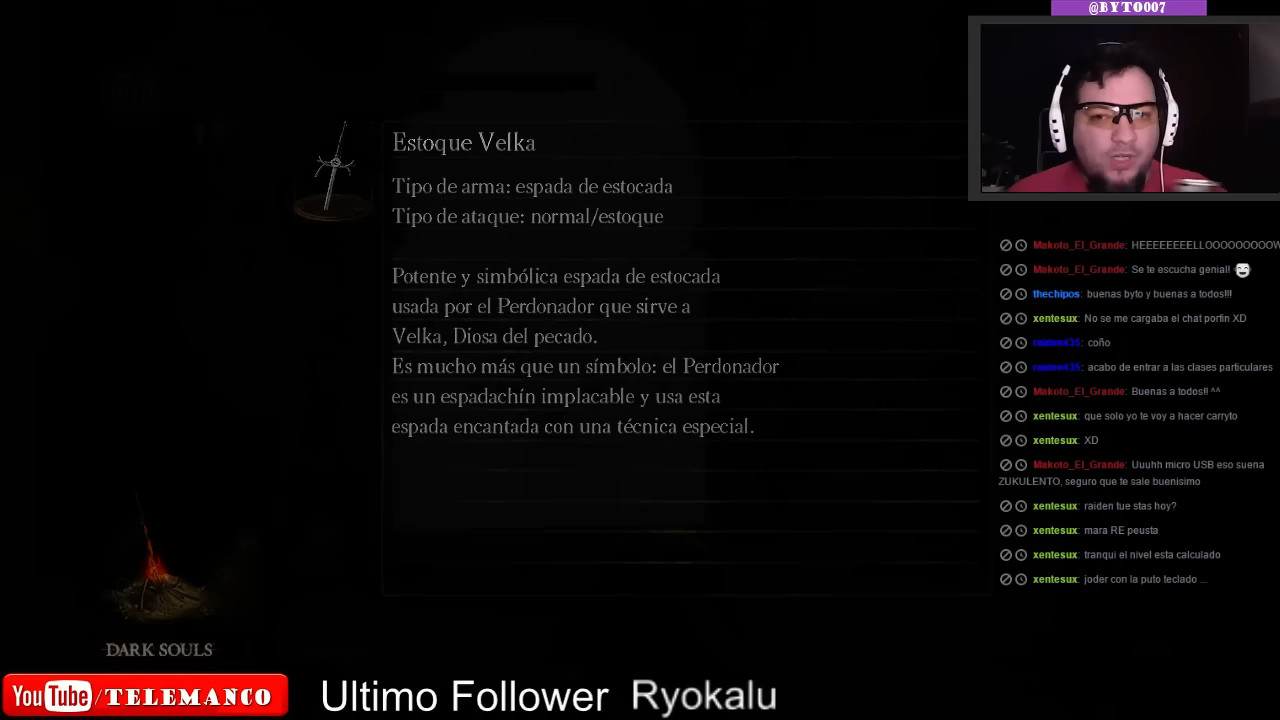 @BYTO007
Estoque Velka
Tipo de arma: espada de estocada
Tipo de ataque: normal/estoque
Potente y simbólica espada de estocada
usada por el Perdonador que sirve a
Velka, Diosa del pecado.
Es mucho más que un símbolo: el Perdonador
es un espadachín implacable y usa esta
espada encantada con una técnica especial.
DARK SOULS
Makoto_El_Grande: HEEEEEEEELLOOOOOOOOOW
Makoto_El_Grande: Se te escucha genial!
thechipos: buenas byto y buenas a todos!!!
xentesux: No se me cargaba el chat porfin XD
coño
acabo de entrar a las clases particulares
Makoto_El_Grande: Buenas a todos!! ^^
xentesux: que solo yo te voy a hacer carryto
xentesux: XD
Makoto_El_Grande: Uuuhh micro USB eso suena
ZUKULENTO, seguro que te sale buenisimo
xentesux: raiden tue stas hoy?
xentesux: mara RE peusta
xentesux: tranqui el nivel esta calculado
xentesux: joder con la puto teclado ...
YouTube/TELEMANCO
Ultimo Follower Ryokalu